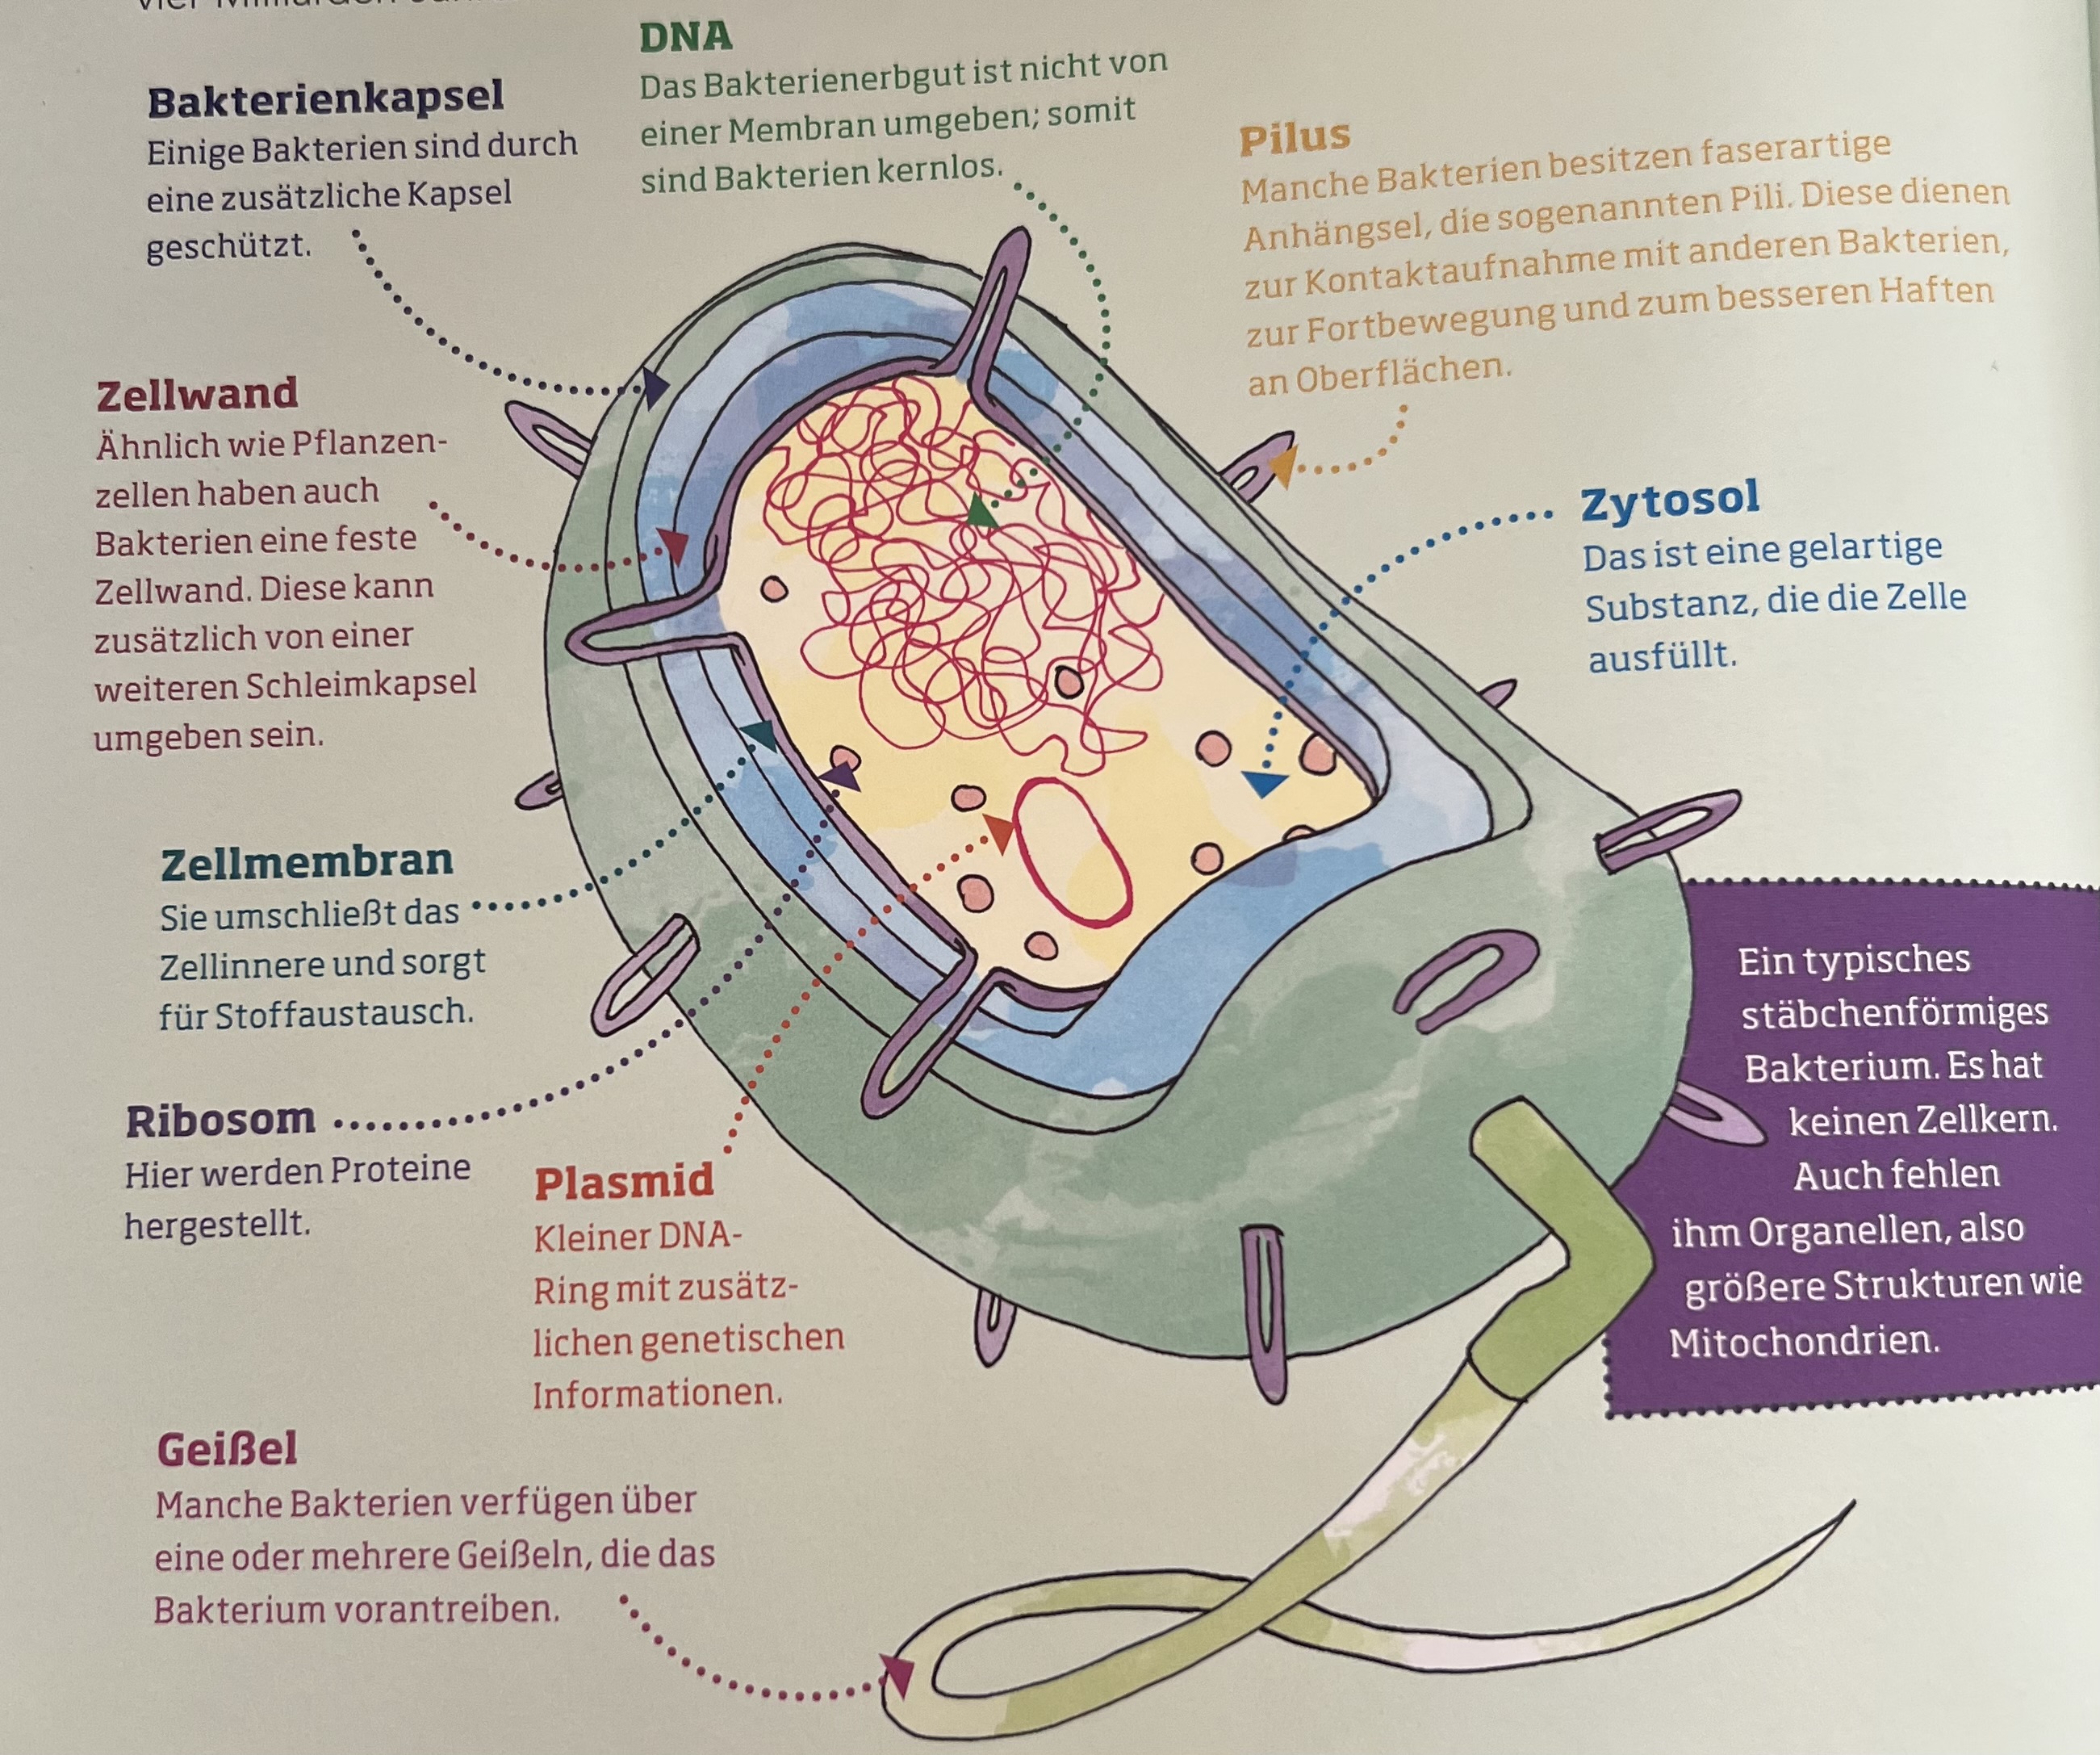 vier Milliarden
DNA
Das Bakterienerbgut ist nicht von
einer Membran umgeben; somit
sind Bakterien kernlos.
Bakterienkapsel
Einige Bakterien sind durch
eine zusätzliche Kapsel
geschützt.
Pilus
Manche Bakterien besitzen faserartige
Anhängsel, die sogenannten Pili. Diese dienen
zur Kontaktaufnahme mit anderen Bakterien,
zur Fortbewegung und zum besseren Haften
an Oberflächen.
Zellwand
Ähnlich wie Pflanzen-
zellen haben auch
Bakterien eine feste
Zellwand. Diese kann
zusätzlich von einer
weiteren Schleimkapsel
umgeben sein.
Zytosol
Das ist eine gelartige
Substanz, die die Zelle
ausfüllt.
Zellmembran
Sie umschließt das
Zellinnere und sorgt
für Stoffaustausch.
Ribosom
Hier werden Proteine
hergestellt.
Plasmid
Kleiner DNA-
Ring mit zusätz-
lichen genetischen
Informationen.
Ein typisches
stäbchenförmiges
Bakterium. Es hat
keinen Zellkern.
Auch fehlen
ihm Organellen, also
größere Strukturen wie
Mitochondrien.
Geißel
Manche Bakterien verfügen über
eine oder mehrere Geißeln, die das
Bakterium vorantreiben.